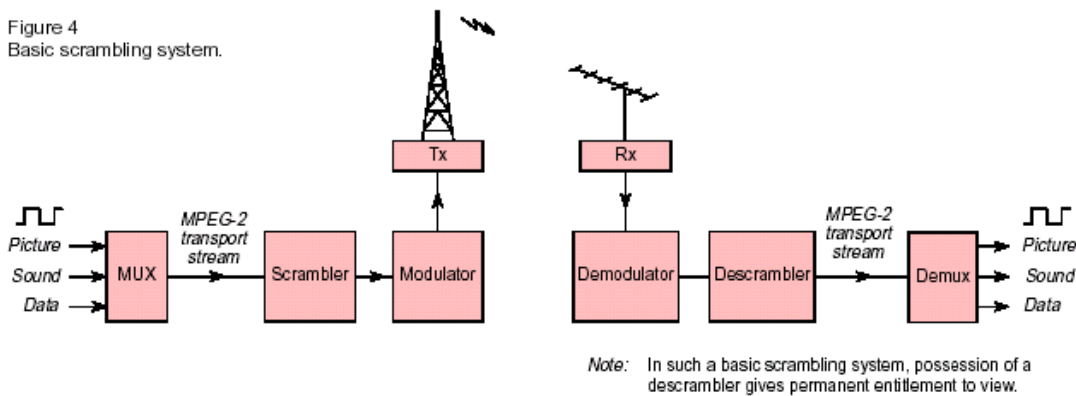 Figure 4
Basic scrambling system.
Tx
Rx
Picture
Sound
Data
MUX
MPEG-2
transport
stream
Scrambler
Modulator
Demodulator
Descrambler
MPEG-2
transport
stream
Demux
Picture
Sound
Data
Note: In such a basic scrambling system, possession of a
descrambler gives permanent entitlement to view.